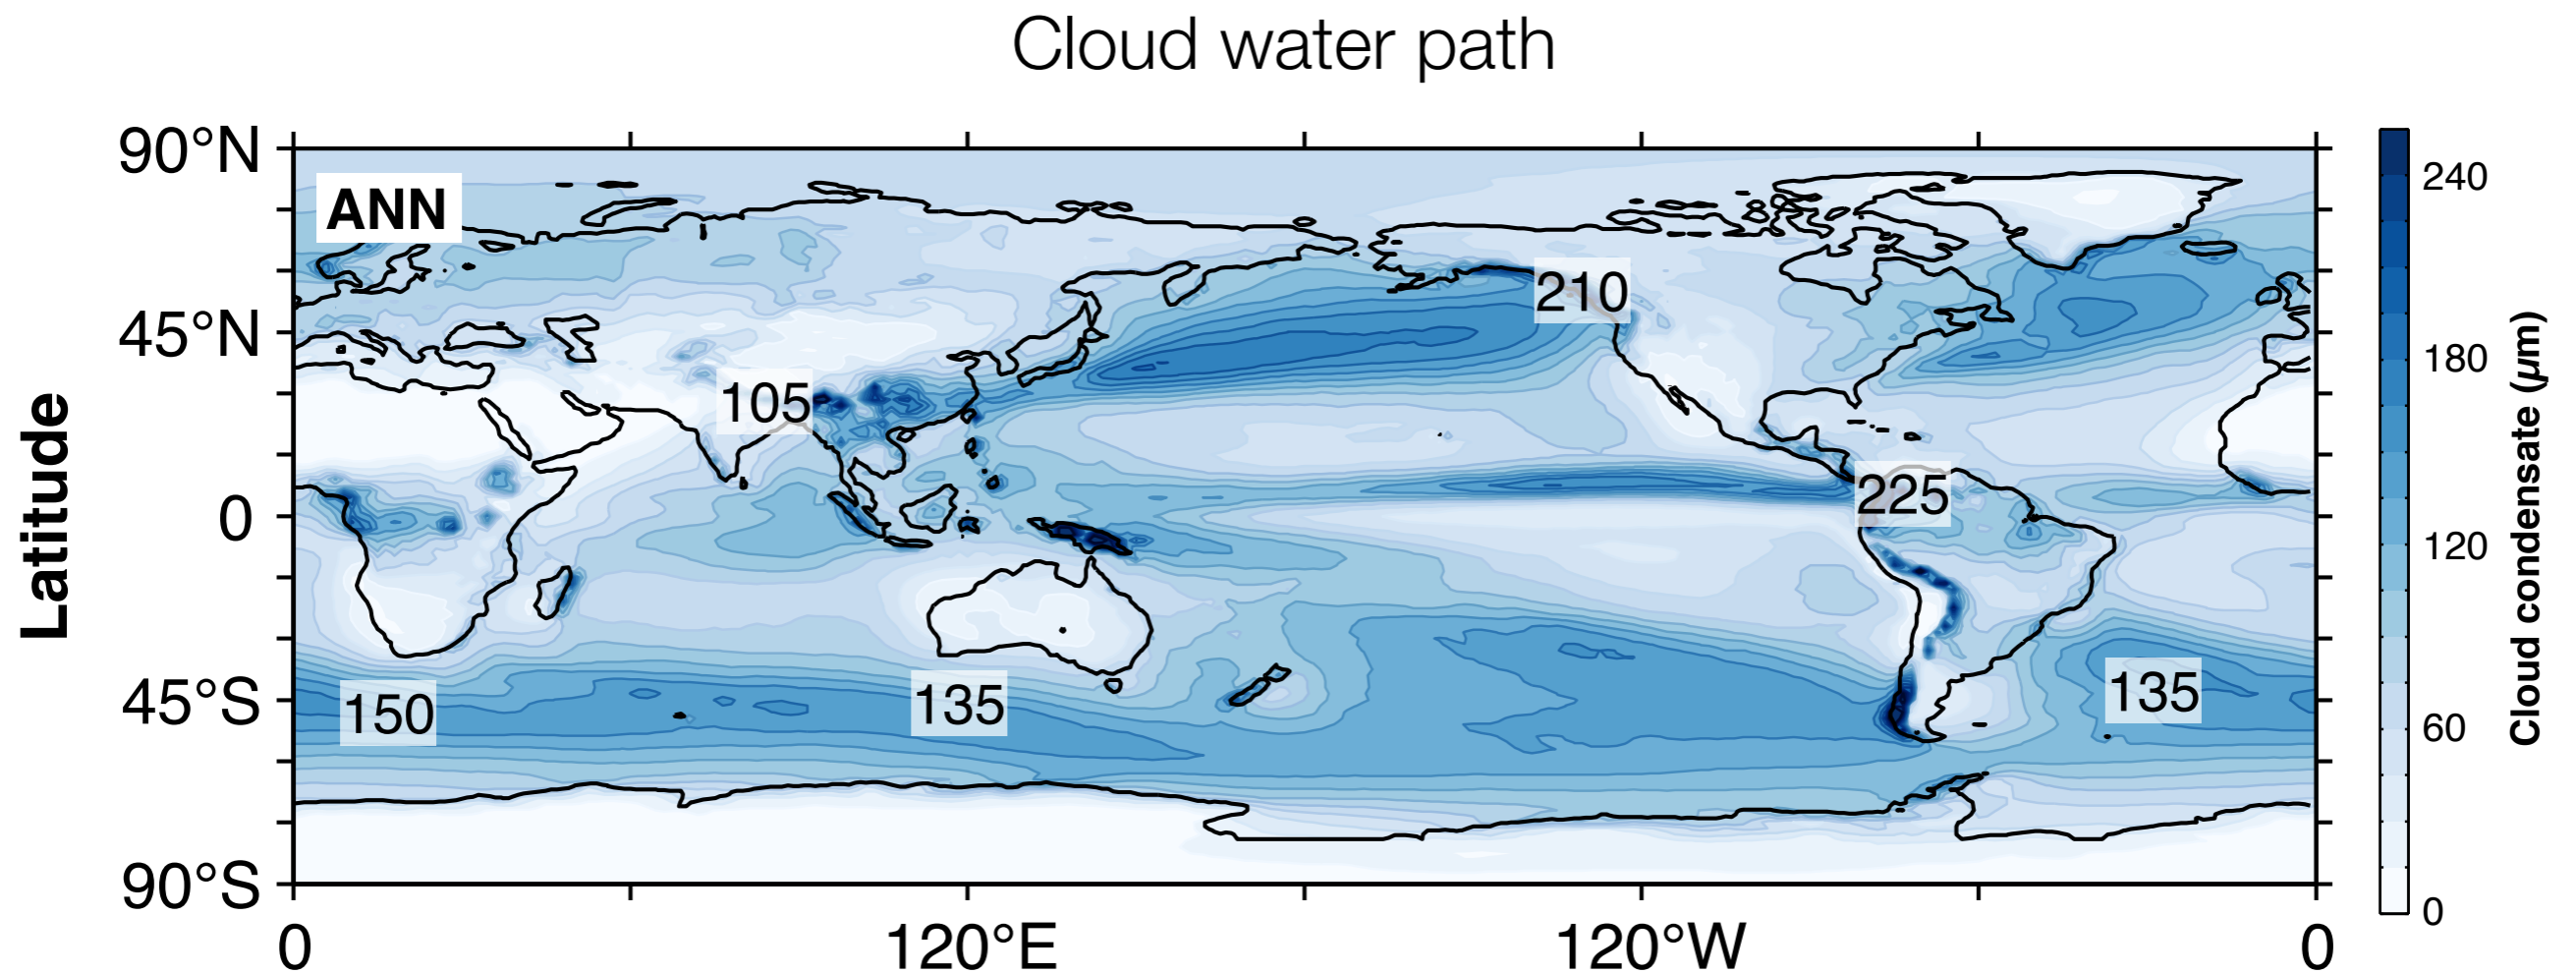 Cloud water path
90°N
ANN
240
210
45°N
180
105
225
0
120
Latitude
Cloud condensate (µm)
45°S
150
135
135
60
90°S
0
0
120°E
120°W
0